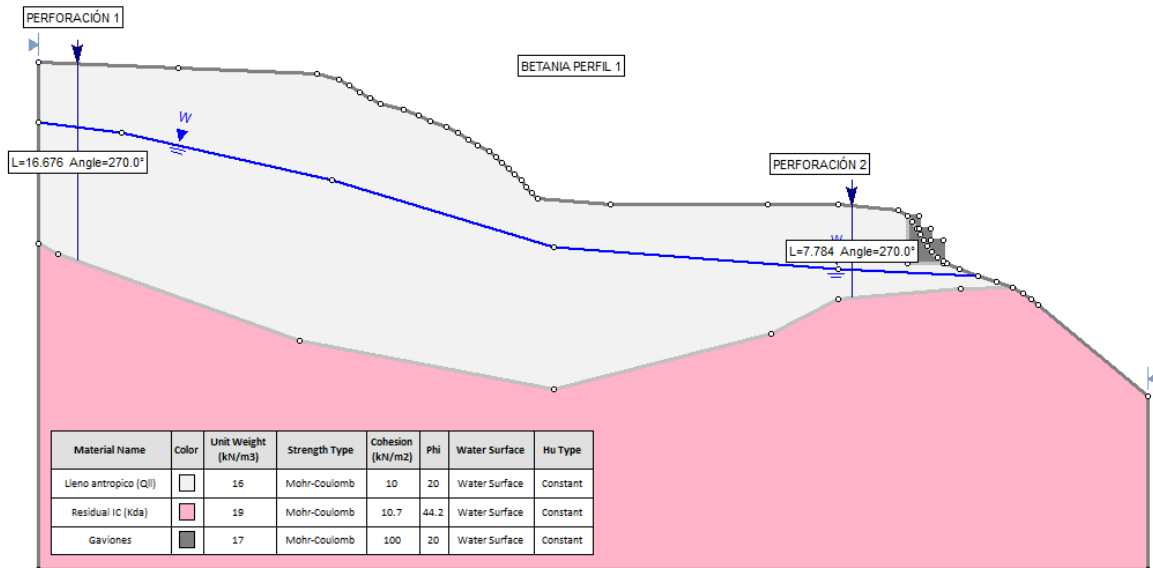 PERFORACIÓN 1
BETANIA PERFIL 1
W
L=16.676 Angle=270.0°
PERFORACIÓN 2
W
L=7.784 Angle=270.0°
Material Name Color Unit Weight (kN/m3) Strength Type Cohesion (kN/m2) Phi Water Surface Hu Type
Lleno antropico (Qll) 16 Mohr-Coulomb 10 20 Water Surface Constant
Residual IC (Kda) 19 Mohr-Coulomb 10.7 44.2 Water Surface Constant
Gaviones 17 Mohr-Coulomb 100 20 Water Surface Constant